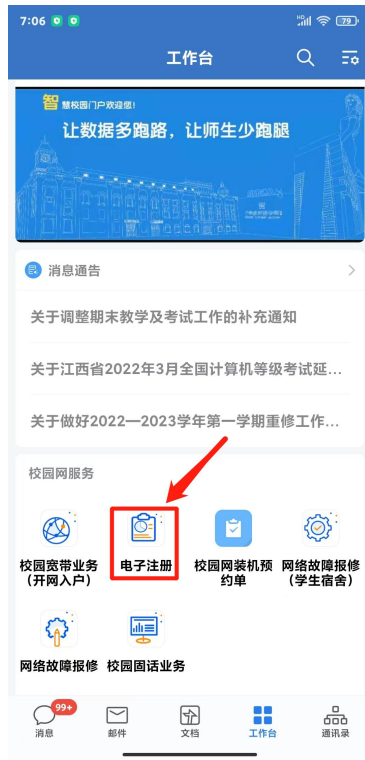 7:06 HD 79
工作台
智慧校园门户欢迎您!
让数据多跑路，让师生少跑腿
消息通告
关于调整期末教学及考试工作的补充通知
关于江西省2022年3月全国计算机等级考试延...
关于做好2022—2023学年第一学期重修工作...
校园网服务
校园宽带业务
（开网入户）
电子注册
校园网装机预
约单
网络故障报修
（学生宿舍）
网络故障报修
校园固话业务
99+
消息
邮件
文档
工作台
通讯录